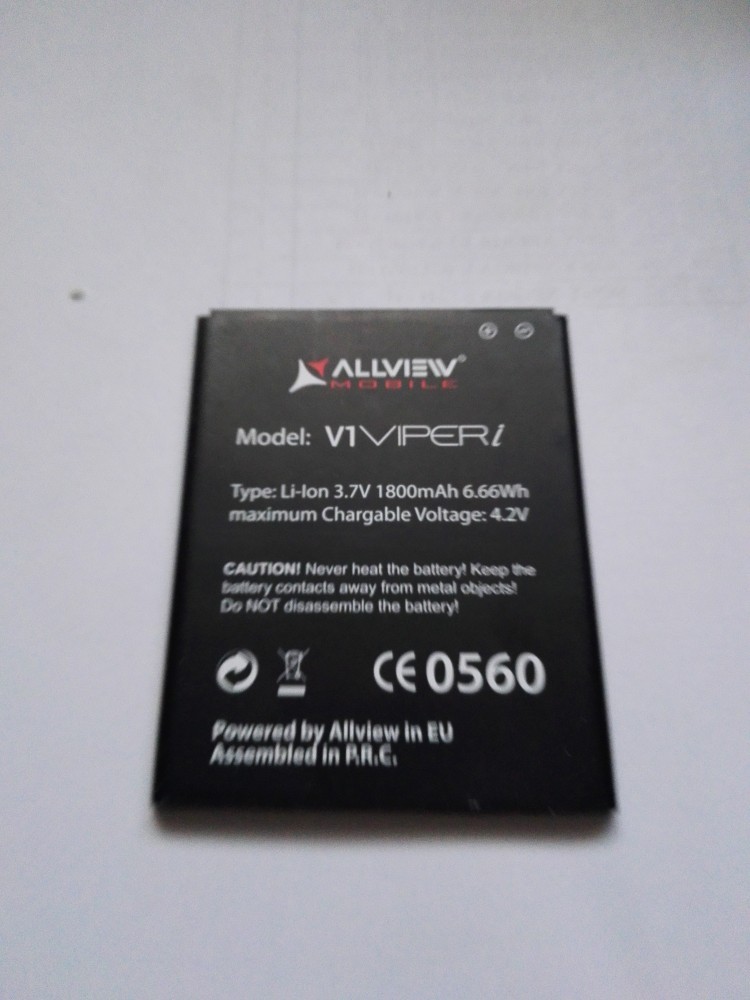 ALLVIEW®
MOBILE
Model: V1 VIPER i
Type: Li-Ion 3.7V 1800mAh 6.66Wh
maximum Chargable Voltage: 4.2V
CAUTION! Never heat the battery! Keep the
battery contacts away from metal objects!
Do NOT disassemble the battery!
CE 0560
Powered by Allview in EU
Assembled in P.R.C.